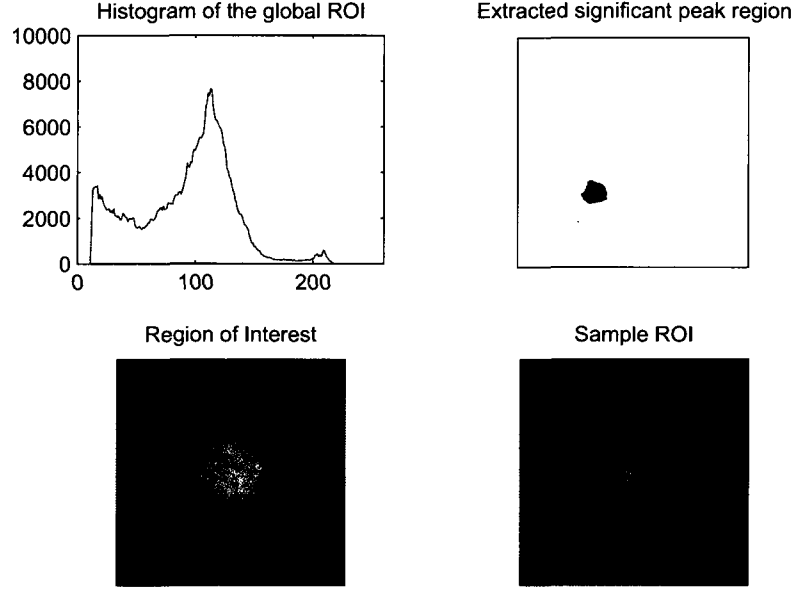 Histogram of the global ROI
Extracted significant peak region
10000
8000
6000
4000
2000
0
0
100
200
Region of Interest
Sample ROI